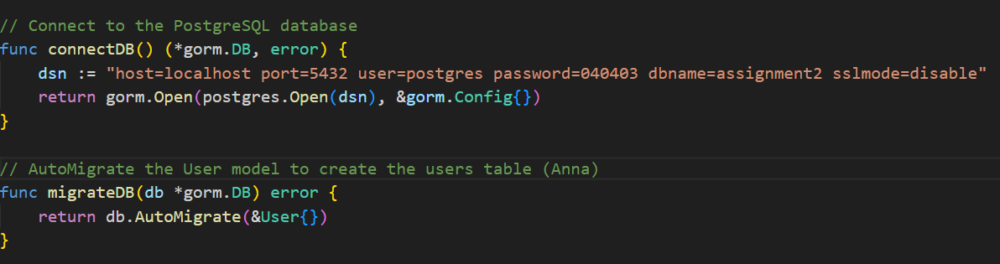 // Connect to the PostgreSQL database
func connectDB() (*gorm.DB, error) {
    dsn := "host=localhost port=5432 user=postgres password=040403 dbname=assignment2 sslmode=disable"
    return gorm.Open(postgres.Open(dsn), &gorm.Config{})
}
// AutoMigrate the User model to create the users table (Anna)
func migrateDB(db *gorm.DB) error {
    return db.AutoMigrate(&User{})
}